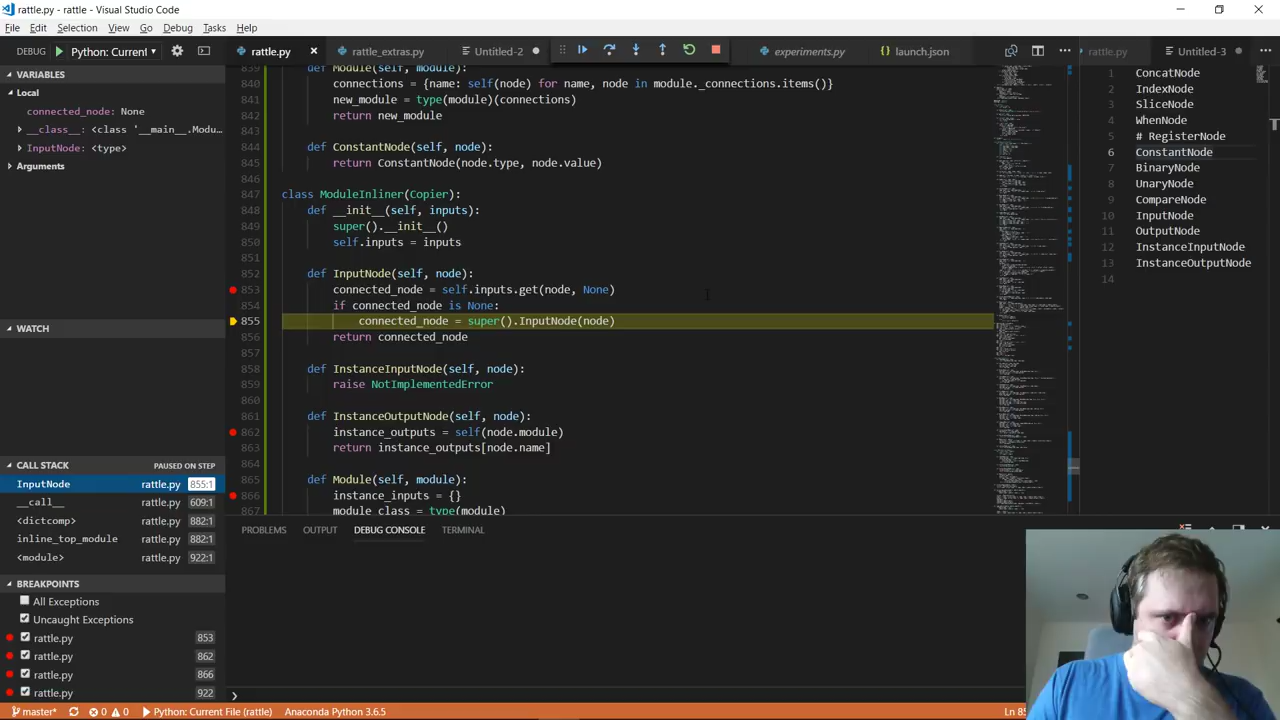 rattle.py - rattle - Visual Studio Code
File Edit Selection View Go Debug Tasks Help
DEBUG Python: Current
rattle.py rattle_extras.py Untitled-2 experiments.py launch.json rattle.py Untitled-3
VARIABLES
Local
connected_node: None
__class__: <class '__main__.Modu…
InputNode: <type>
Arguments
WATCH
CALL STACK PAUSED ON STEP
InputNode rattle.py 855:1
__call__ rattle.py 609:1
<dictcomp> rattle.py 882:1
inline_top_module rattle.py 882:1
<module> rattle.py 922:1
BREAKPOINTS
All Exceptions
Uncaught Exceptions
rattle.py 853
rattle.py 862
rattle.py 866
rattle.py 922
839 def Module(self, module):
840 connections = {name: self(node) for name, node in module._connections.items()}
841 new_module = type(module)(connections)
842 return new_module
843
844 def ConstantNode(self, node):
845 return ConstantNode(node.type, node.value)
846
847 class ModuleInliner(Copier):
848 def __init__(self, inputs):
849 super().__init__()
850 self.inputs = inputs
851
852 def InputNode(self, node):
853 connected_node = self.inputs.get(node, None)
854 if connected_node is None:
855 connected_node = super().InputNode(node)
856 return connected_node
857
858 def InstanceInputNode(self, node):
859 raise NotImplementedError
860
861 def InstanceOutputNode(self, node):
862 instance_outputs = self(node.module)
863 return instance_outputs[node.name]
864
865 def Module(self, module):
866 instance_inputs = {}
867 module_class = type(module)
1 ConcatNode
2 IndexNode
3 SliceNode
4 WhenNode
5 # RegisterNode
6 ConstantNode
7 BinaryNode
8 UnaryNode
9 CompareNode
10 InputNode
11 OutputNode
12 InstanceInputNode
13 InstanceOutputNode
14
PROBLEMS OUTPUT DEBUG CONSOLE TERMINAL
master* 0 0 Python: Current File (rattle) Anaconda Python 3.6.5 Ln 85